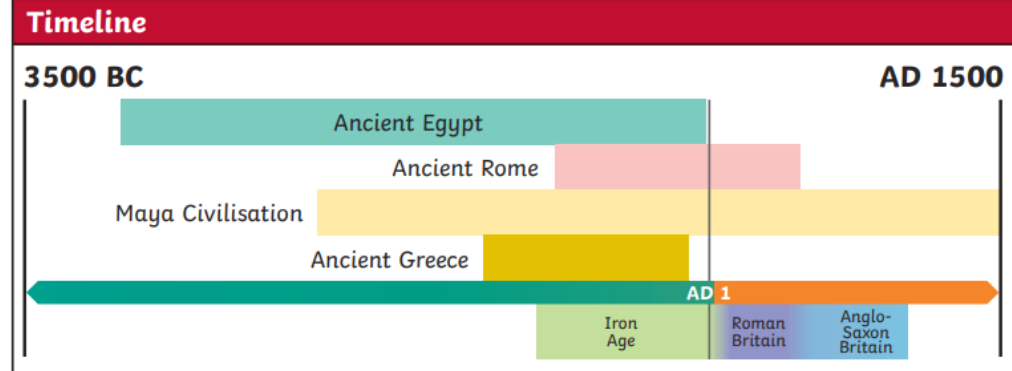 Timeline
3500 BC
AD 1500
Ancient Egypt
Ancient Rome
Maya Civilisation
Ancient Greece
AD 1
Iron
Age
Roman
Britain
Anglo-
Saxon
Britain